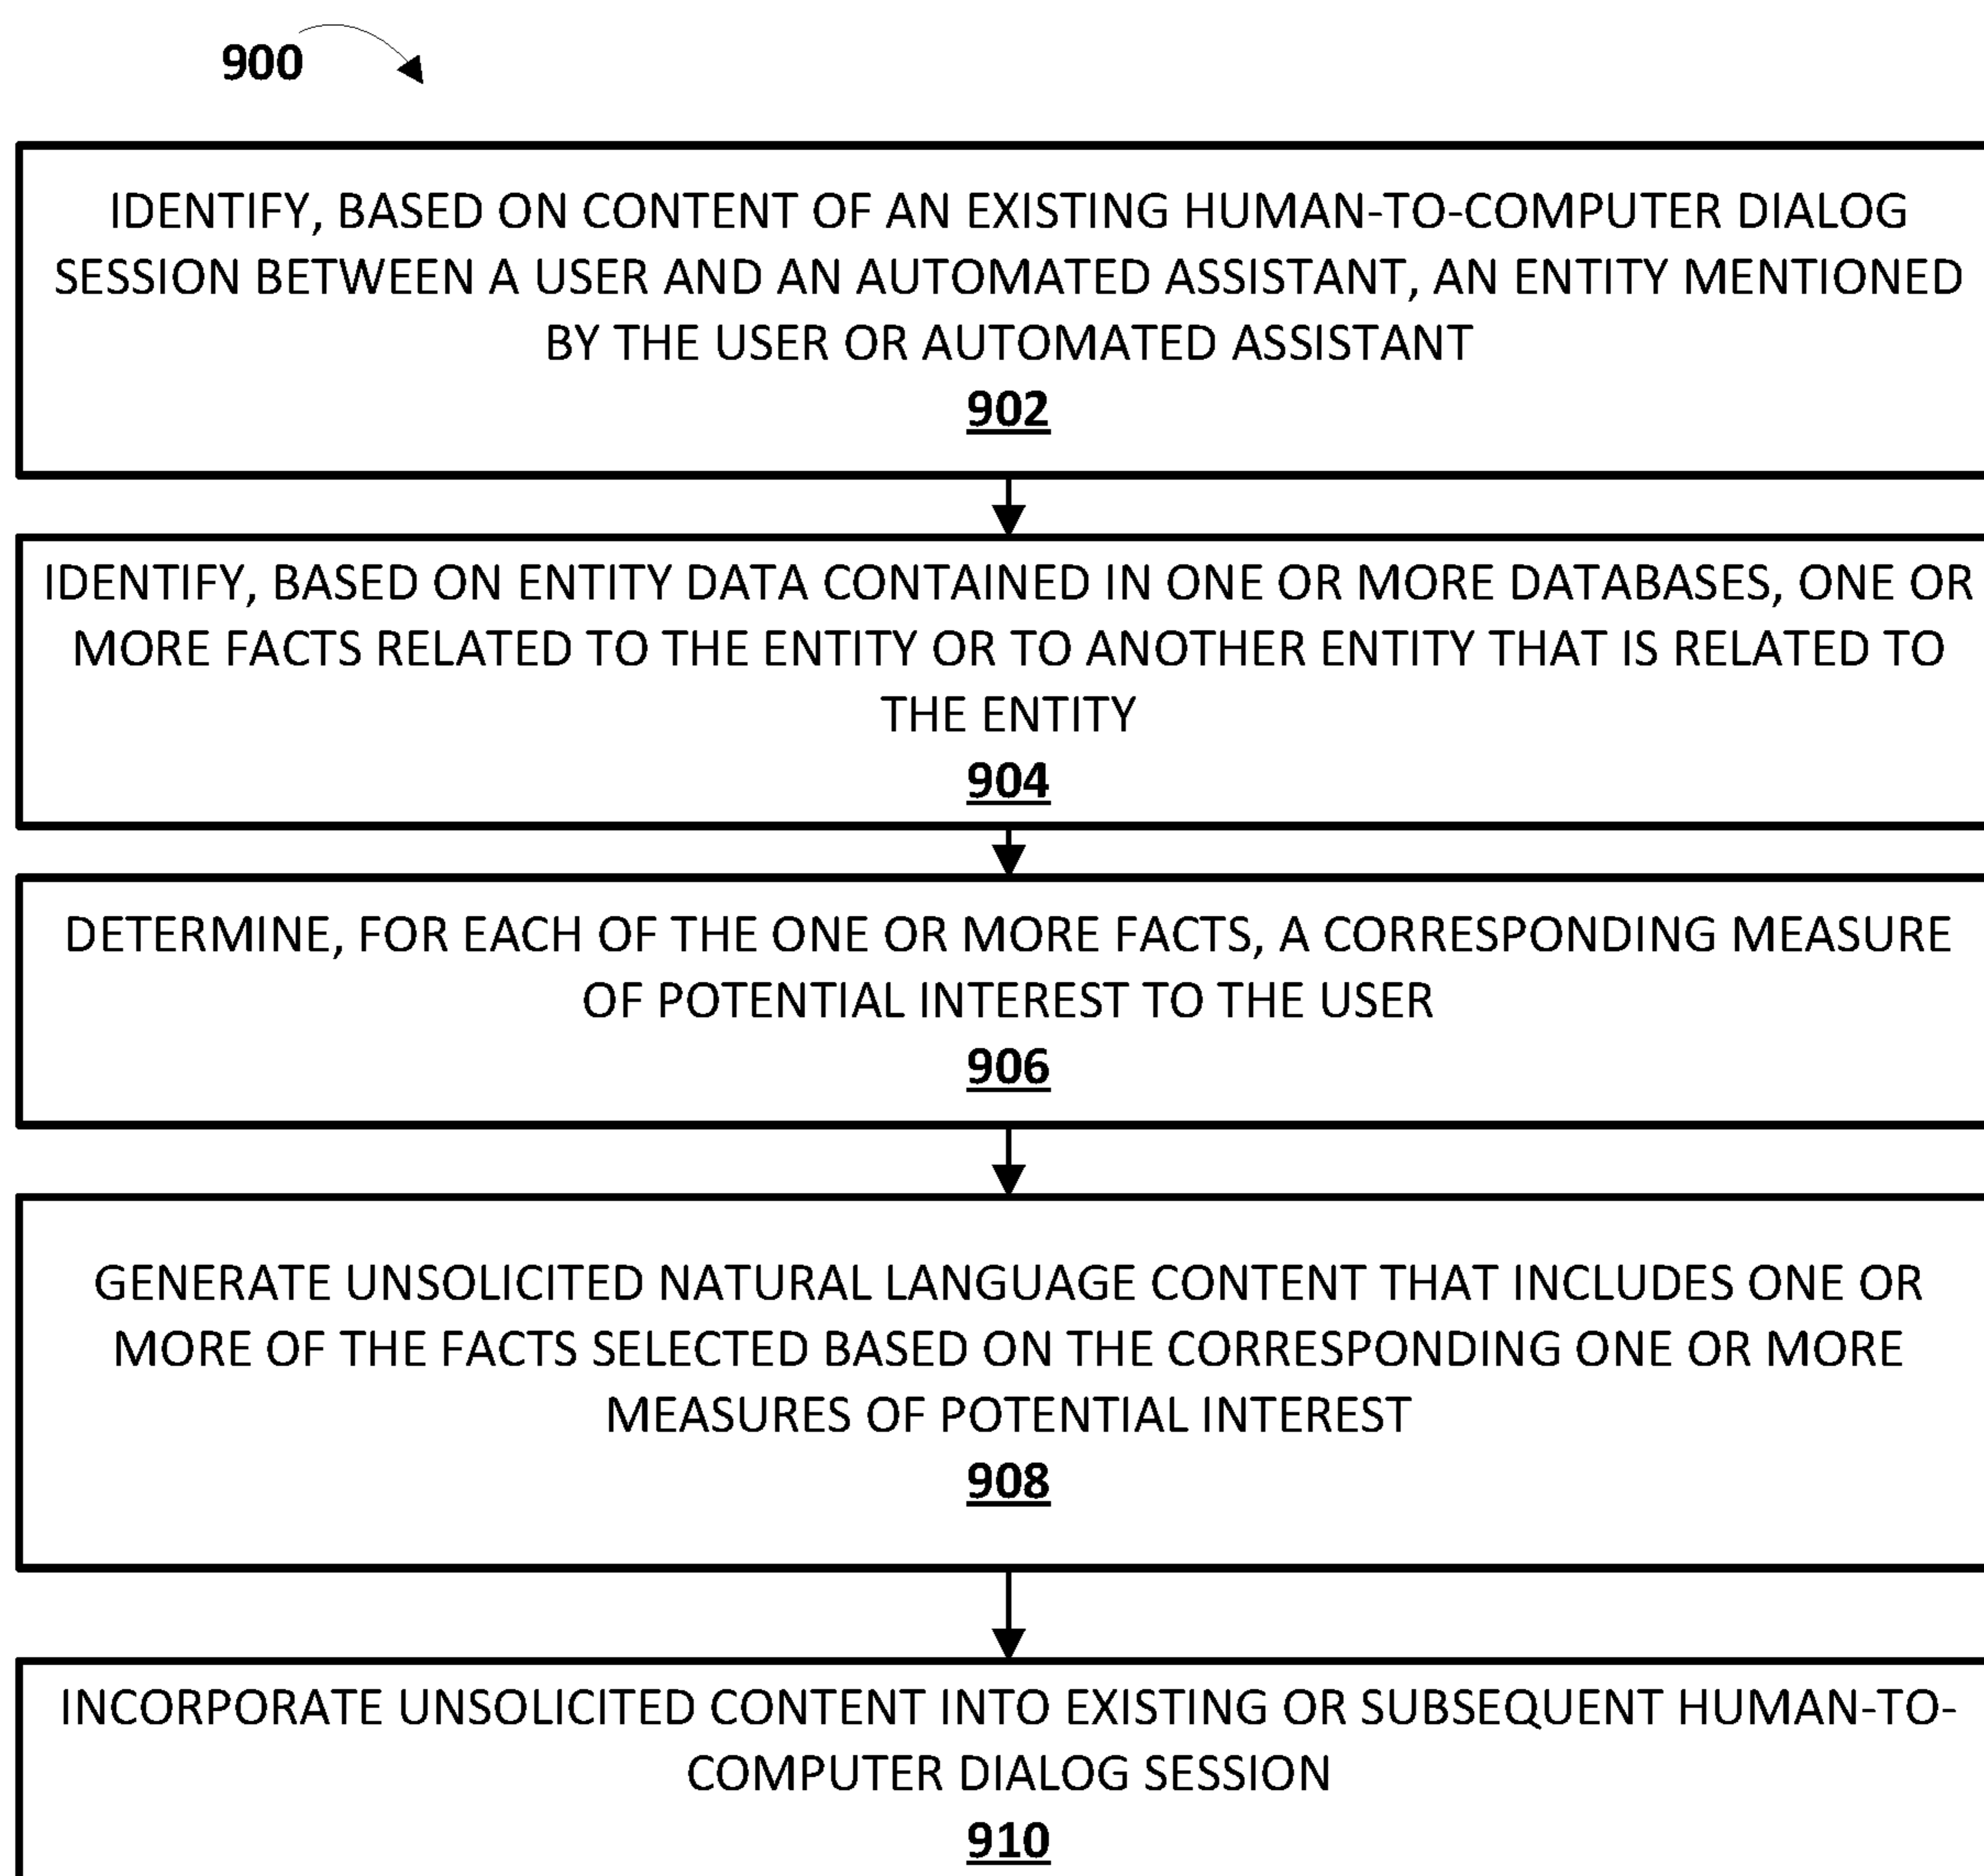 900
IDENTIFY, BASED ON CONTENT OF AN EXISTING HUMAN-TO-COMPUTER DIALOG
SESSION BETWEEN A USER AND AN AUTOMATED ASSISTANT, AN ENTITY MENTIONED
BY THE USER OR AUTOMATED ASSISTANT
902
IDENTIFY, BASED ON ENTITY DATA CONTAINED IN ONE OR MORE DATABASES, ONE OR
MORE FACTS RELATED TO THE ENTITY OR TO ANOTHER ENTITY THAT IS RELATED TO
THE ENTITY
904
DETERMINE, FOR EACH OF THE ONE OR MORE FACTS, A CORRESPONDING MEASURE
OF POTENTIAL INTEREST TO THE USER
906
GENERATE UNSOLICITED NATURAL LANGUAGE CONTENT THAT INCLUDES ONE OR
MORE OF THE FACTS SELECTED BASED ON THE CORRESPONDING ONE OR MORE
MEASURES OF POTENTIAL INTEREST
908
INCORPORATE UNSOLICITED CONTENT INTO EXISTING OR SUBSEQUENT HUMAN-TO-
COMPUTER DIALOG SESSION
910